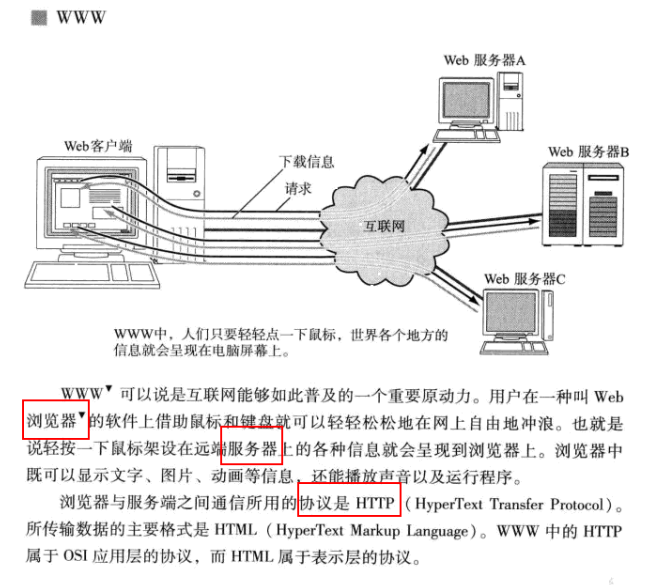 WWW
Web 服务器A
Web客户端
下载信息
请求
Web 服务器B
互联网
Web 服务器C
WWW中，人们只要轻轻点一下鼠标，世界各个地方的
信息就会呈现在电脑屏幕上。
WWW▼ 可以说是互联网能够如此普及的一个重要原动力。用户在一种叫 Web
浏览器▼的软件上借助鼠标和键盘就可以轻轻松松地在网上自由地冲浪。也就是
说轻按一下鼠标架设在远端服务器上的各种信息就会呈现到浏览器上。浏览器中
既可以显示文字、图片、动画等信息，还能播放声音以及运行程序。
浏览器与服务端之间通信所用的协议是 HTTP（HyperText Transfer Protocol）。
所传输数据的主要格式是 HTML（HyperText Markup Language）。WWW 中的 HTTP
属于 OSI 应用层的协议，而 HTML 属于表示层的协议。